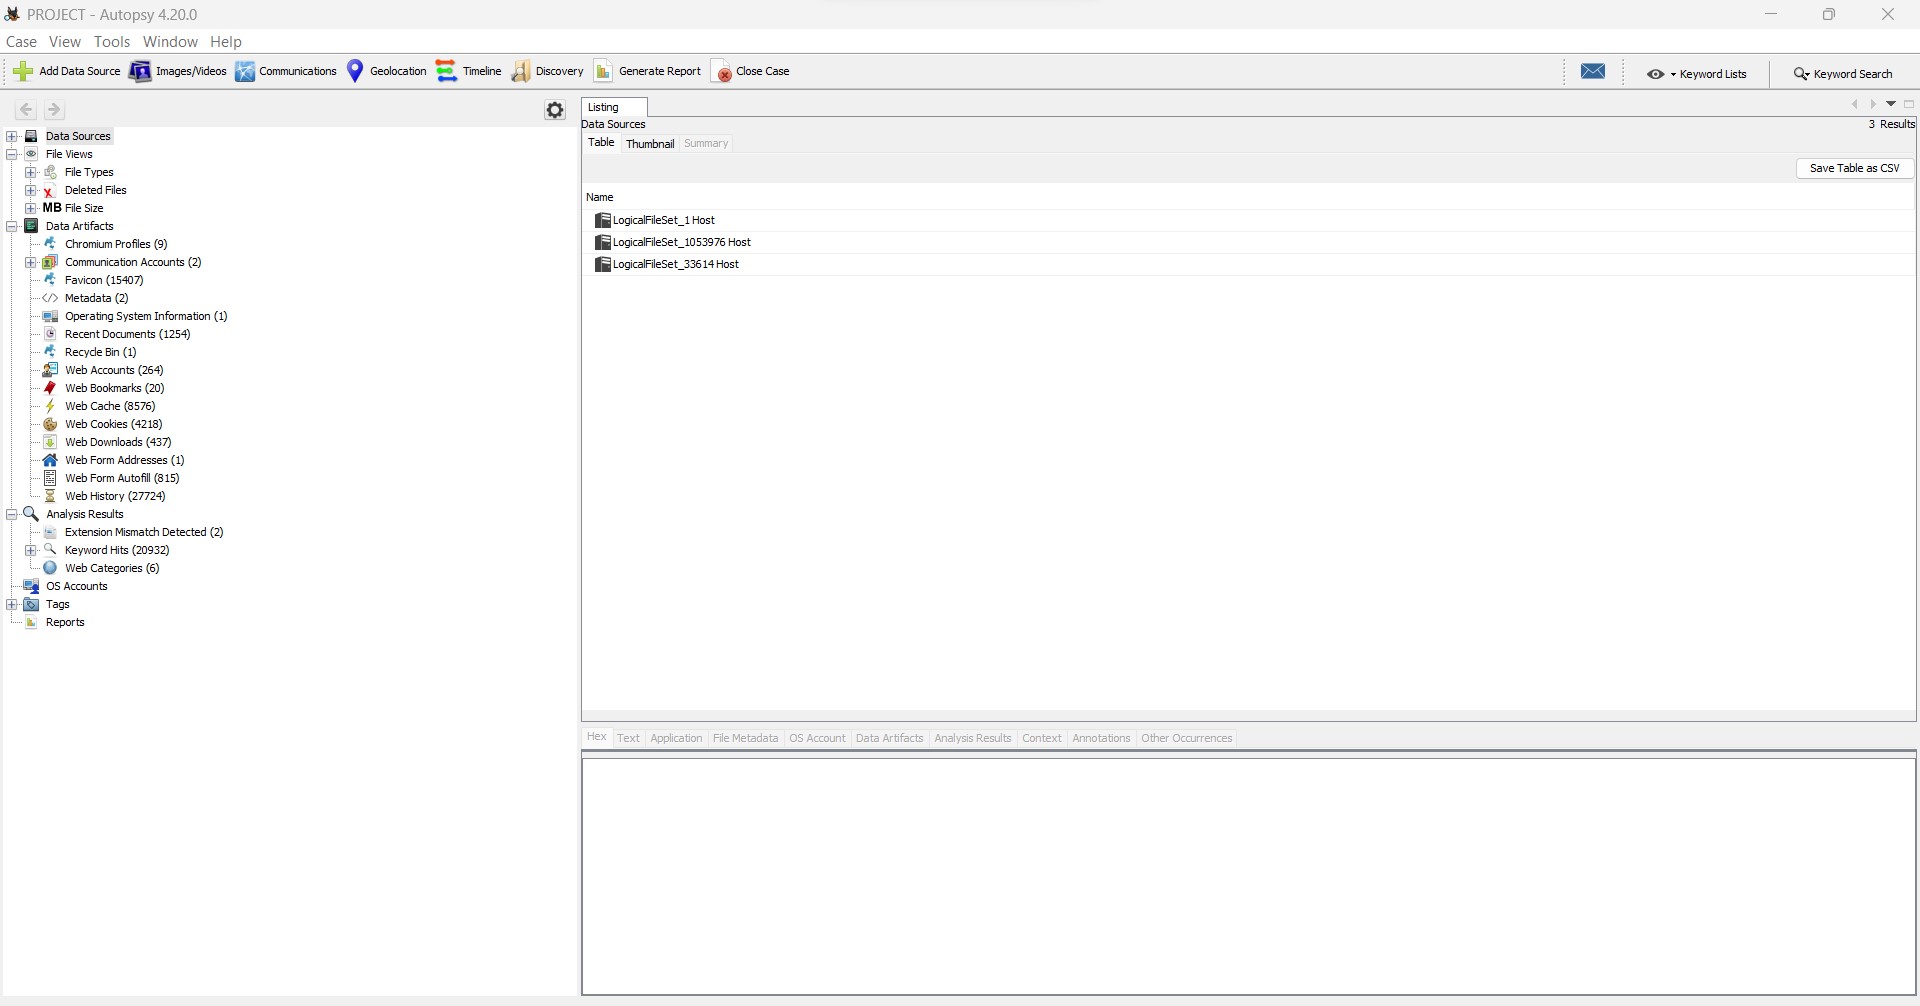 PROJECT - Autopsy 4.20.0
Case View Tools Window Help
Add Data Source Images/Videos Communications Geolocation Timeline Discovery Generate Report Close Case Keyword Lists Keyword Search
Data Sources
File Views
File Types
Deleted Files
MB File Size
Data Artifacts
Chromium Profiles (9)
Communication Accounts (2)
Favicon (15407)
Metadata (2)
Operating System Information (1)
Recent Documents (1254)
Recycle Bin (1)
Web Accounts (264)
Web Bookmarks (20)
Web Cache (8576)
Web Cookies (4218)
Web Downloads (437)
Web Form Addresses (1)
Web Form Autofill (815)
Web History (27724)
Analysis Results
Extension Mismatch Detected (2)
Keyword Hits (20932)
Web Categories (6)
OS Accounts
Tags
Reports
Listing
Data Sources 3 Results
Table Thumbnail Summary
Save Table as CSV
Name
LogicalFileSet_1 Host
LogicalFileSet_1053976 Host
LogicalFileSet_33614 Host
Hex Text Application File Metadata OS Account Data Artifacts Analysis Results Context Annotations Other Occurrences